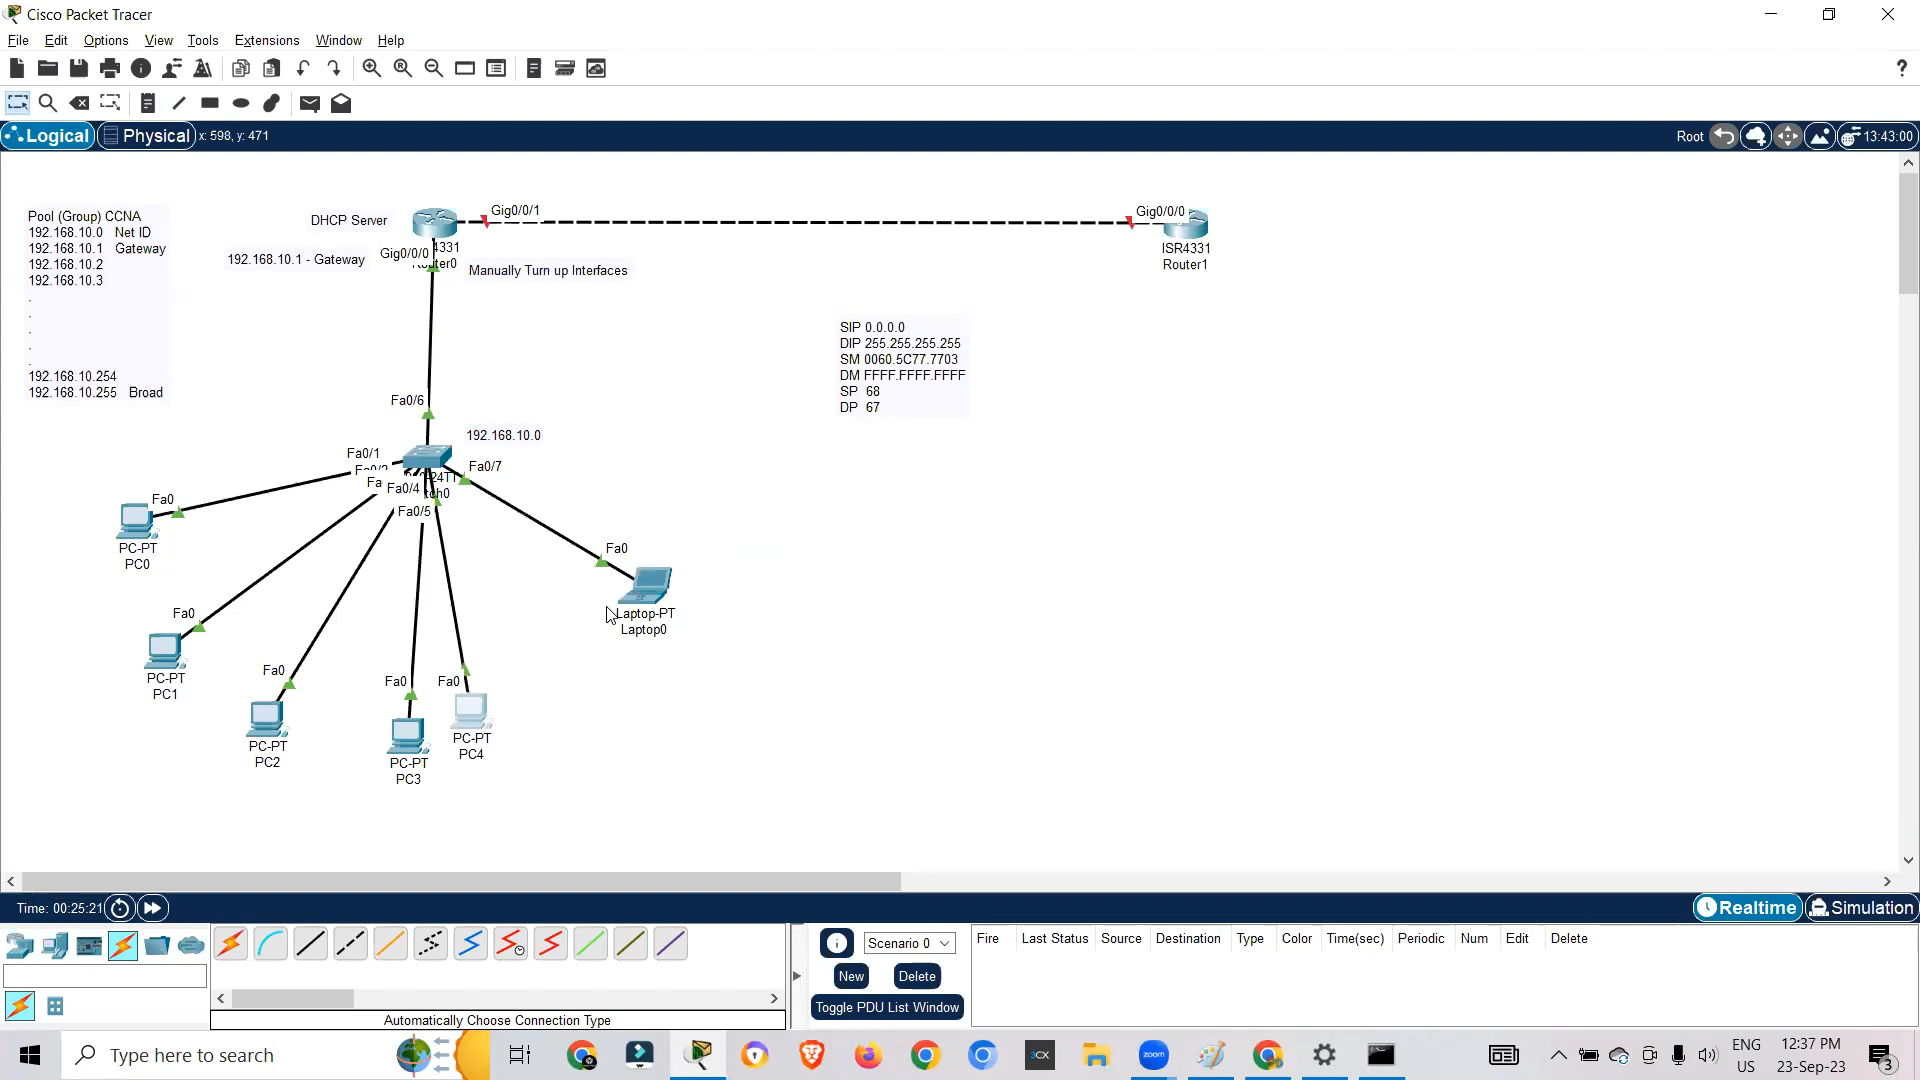 Cisco Packet Tracer
File Edit Options View Tools Extensions Window Help
?
Logical Physical x: 598, y: 471
Root 13:43:00
Pool (Group) CCNA
192.168.10.0 Net ID
192.168.10.1 Gateway
192.168.10.2
192.168.10.3
.
.
.
.
.
192.168.10.254
192.168.10.255 Broad
DHCP Server
192.168.10.1 - Gateway
Gig0/0/1
Gig0/0/0
4331
Manually Turn up Interfaces
Gig0/0/0
ISR4331
Router1
SIP 0.0.0.0
DIP 255.255.255.255
SM 0060.5C77.7703
DM FFFF.FFFF.FFFF
SP 68
DP 67
Fa0/6
192.168.10.0
Fa0/1
Fa0/7
Fa0/4
Fa0/5
Fa0
PC-PT
PC0
Fa0
PC-PT
PC1
Fa0
PC-PT
PC2
Fa0
PC-PT
PC3
Fa0
PC-PT
PC4
Fa0
Laptop-PT
Laptop0
Time: 00:25:21
Realtime Simulation
Automatically Choose Connection Type
Scenario 0
New Delete
Toggle PDU List Window
Fire Last Status Source Destination Type Color Time(sec) Periodic Num Edit Delete
Type here to search
3CX
zoom
ENG
US
12:37 PM
23-Sep-23
3